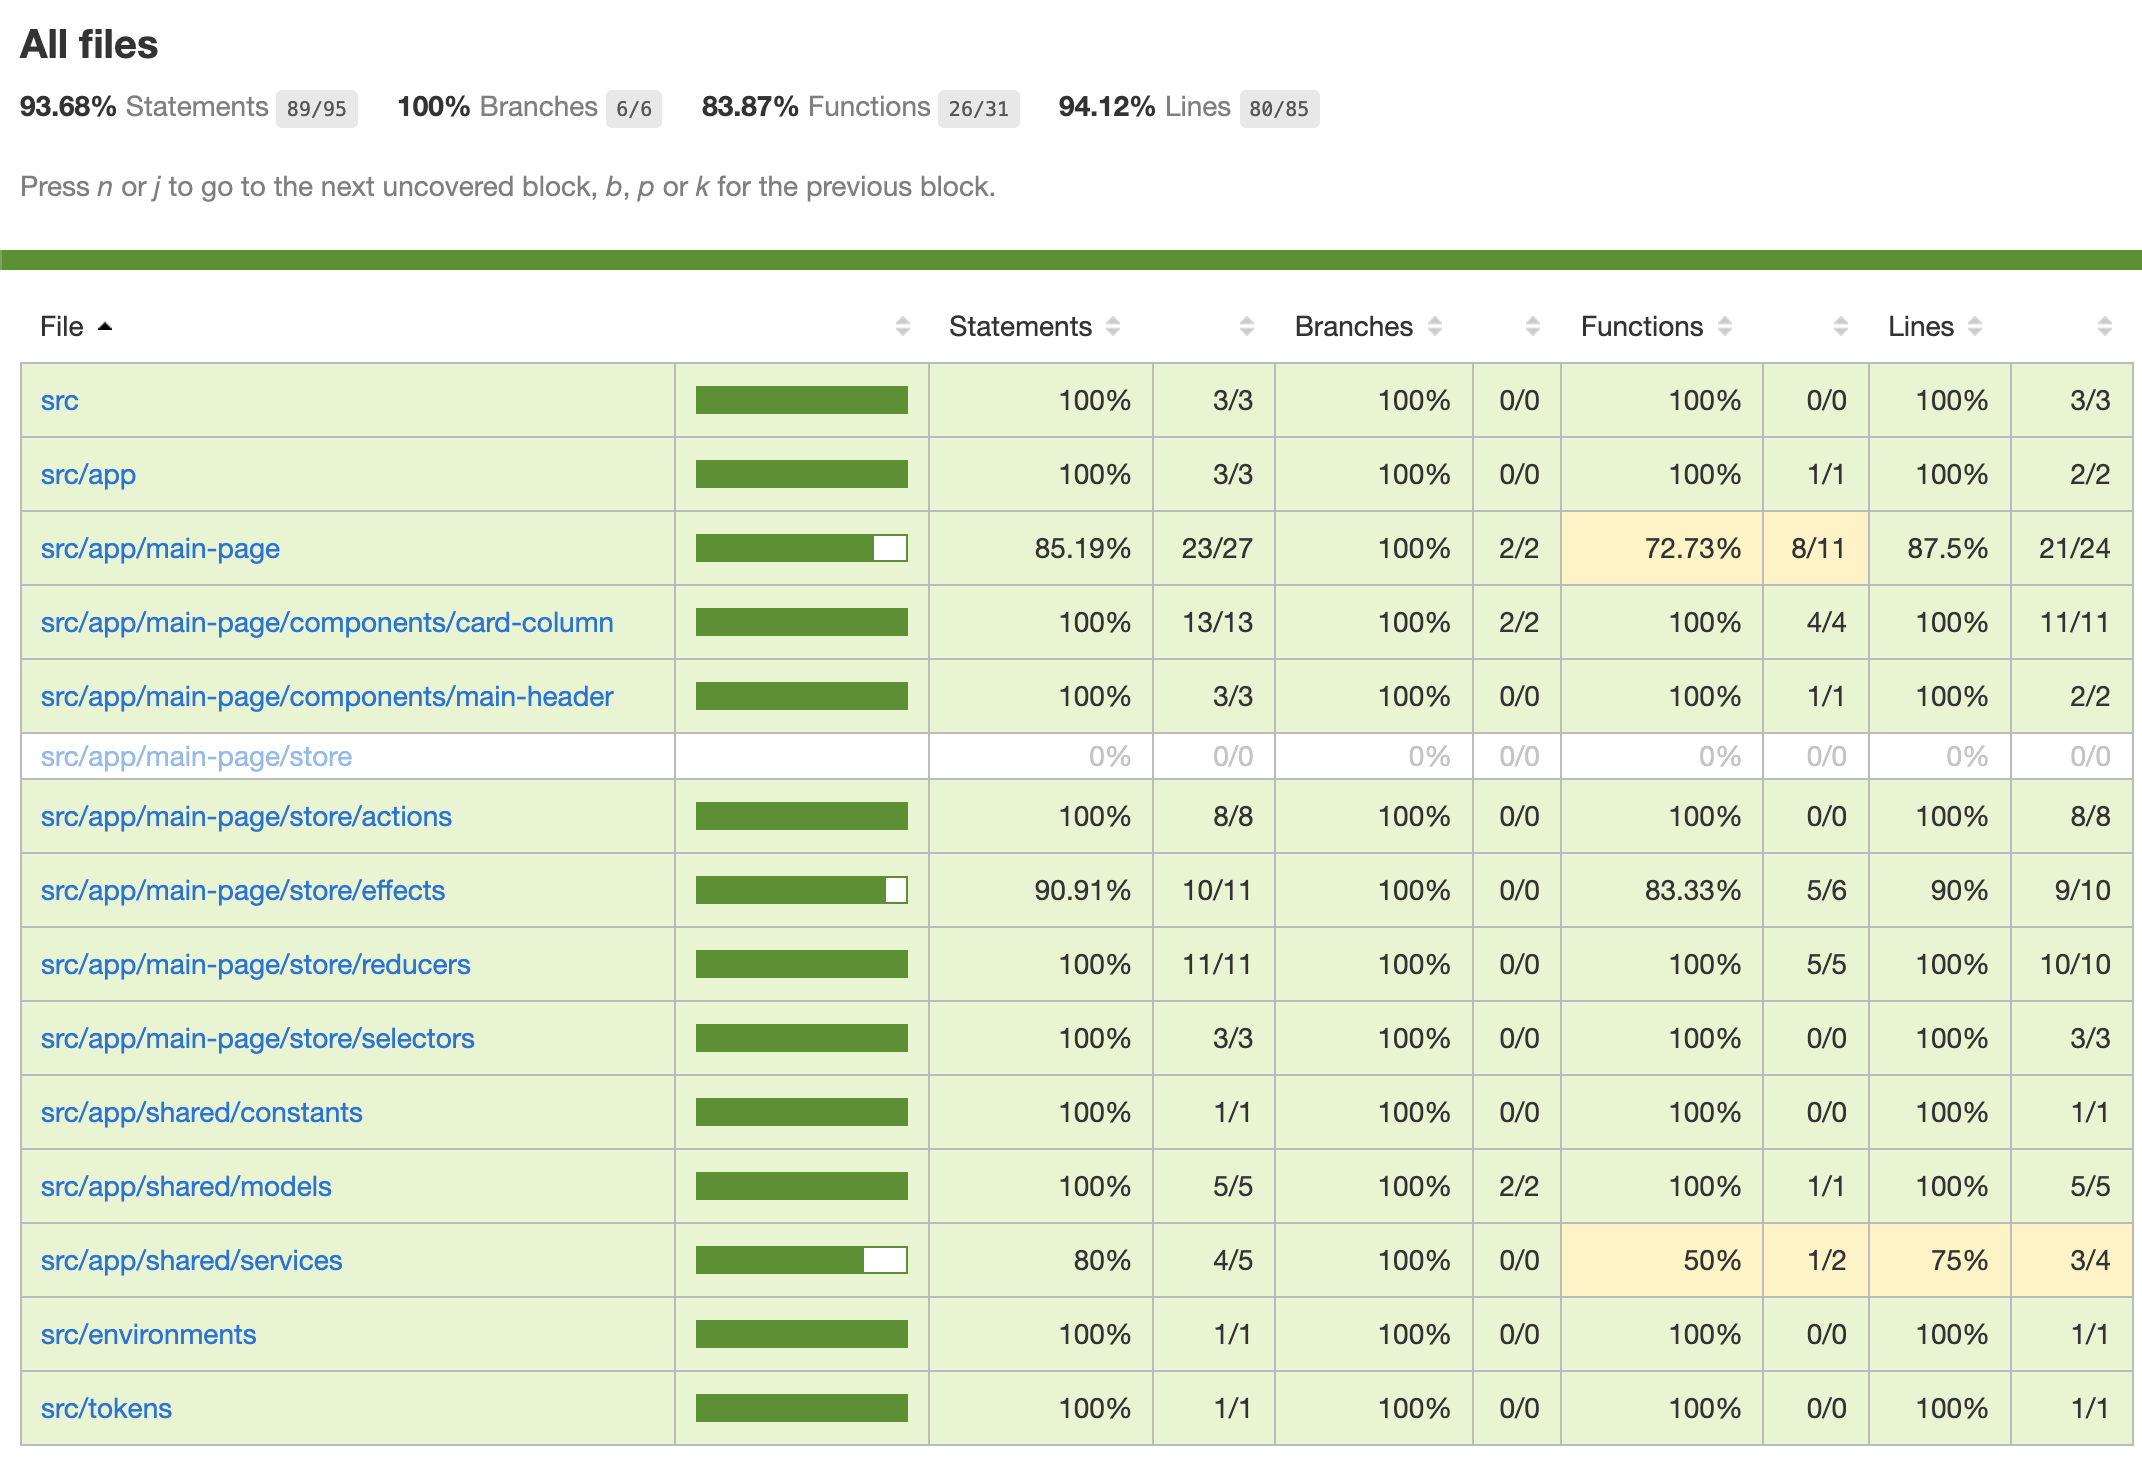 All files
93.68% Statements 89/95 100% Branches 6/6 83.87% Functions 26/31 94.12% Lines 80/85
Press n or j to go to the next uncovered block, b, p or k for the previous block.
File Statements Branches Functions Lines
src 100% 3/3 100% 0/0 100% 0/0 100% 3/3
src/app 100% 3/3 100% 0/0 100% 1/1 100% 2/2
src/app/main-page 85.19% 23/27 100% 2/2 72.73% 8/11 87.5% 21/24
src/app/main-page/components/card-column 100% 13/13 100% 2/2 100% 4/4 100% 11/11
src/app/main-page/components/main-header 100% 3/3 100% 0/0 100% 1/1 100% 2/2
src/app/main-page/store 0% 0/0 0% 0/0 0% 0/0 0% 0/0
src/app/main-page/store/actions 100% 8/8 100% 0/0 100% 0/0 100% 8/8
src/app/main-page/store/effects 90.91% 10/11 100% 0/0 83.33% 5/6 90% 9/10
src/app/main-page/store/reducers 100% 11/11 100% 0/0 100% 5/5 100% 10/10
src/app/main-page/store/selectors 100% 3/3 100% 0/0 100% 0/0 100% 3/3
src/app/shared/constants 100% 1/1 100% 0/0 100% 0/0 100% 1/1
src/app/shared/models 100% 5/5 100% 2/2 100% 1/1 100% 5/5
src/app/shared/services 80% 4/5 100% 0/0 50% 1/2 75% 3/4
src/environments 100% 1/1 100% 0/0 100% 0/0 100% 1/1
src/tokens 100% 1/1 100% 0/0 100% 0/0 100% 1/1